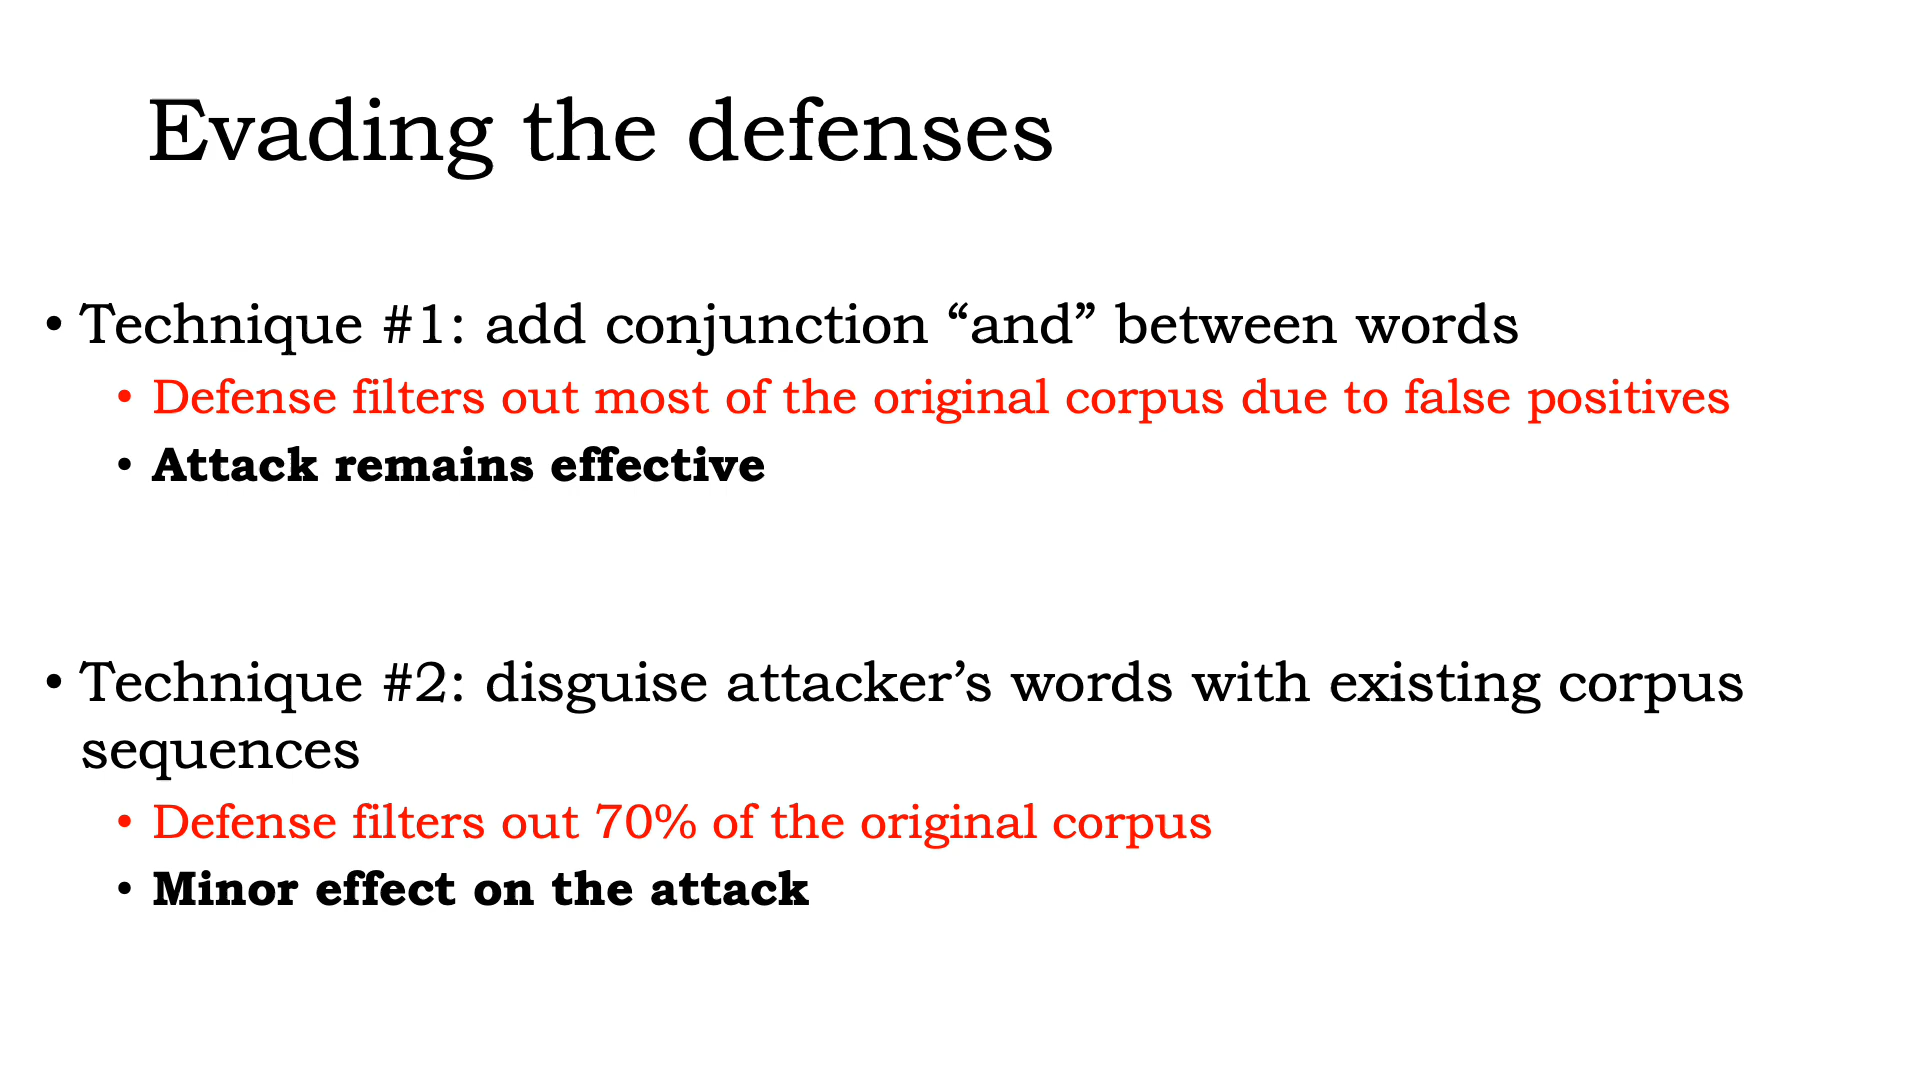 Evading the defenses
• Technique #1: add conjunction “and” between words
• Defense filters out most of the original corpus due to false positives
• Attack remains effective
• Technique #2: disguise attacker’s words with existing corpus
sequences
• Defense filters out 70% of the original corpus
• Minor effect on the attack